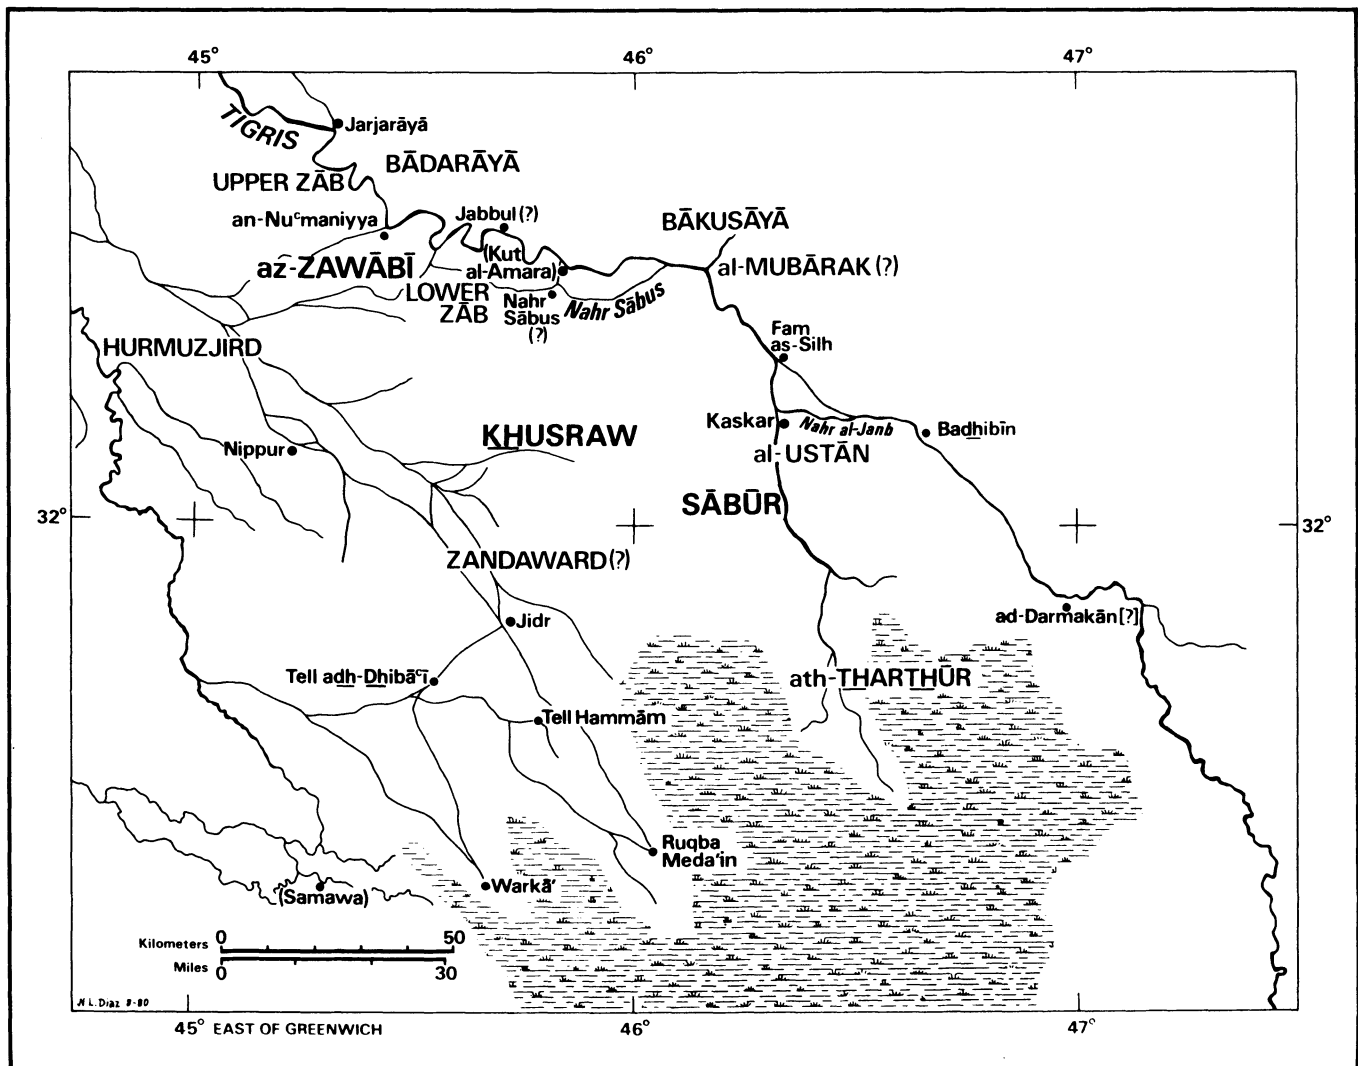 45° 46° 47°
TIGRIS
Jarjarāyā
BĀDARĀYĀ
UPPER ZĀB
an-Nuᶜmaniyya
Jabbul (?)
BĀKUSĀYĀ
az-ZAWĀBĪ
(Kut
al-Amara)
al-MUBĀRAK (?)
LOWER
ZĀB
Nahr
Sābus
(?)
Nahr Sābus
HURMUZJIRD
Fam
as-Silh
Nippur
KHUSRAW
Kaskar
Nahr al-Janb
Badhibīn
al-USTĀN
SĀBŪR
32° 32°
ZANDAWARD (?)
Jidr
ad-Darmakān [?]
Tell adh-Dhibāᶜī
ath-THARTHŪR
Tell Hammām
Ruqba
Meda'in
Warkā'
(Samawa)
Kilometers 0 50
Miles 0 30
N L. Diaz 8-80
45° EAST OF GREENWICH 46° 47°